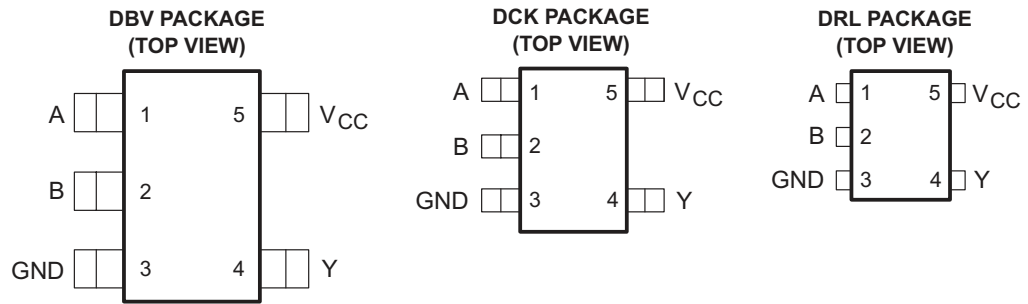 DBV PACKAGE
(TOP VIEW)
A 1 5 VCC
B 2
GND 3 4 Y
DCK PACKAGE
(TOP VIEW)
A 1 5 VCC
B 2
GND 3 4 Y
DRL PACKAGE
(TOP VIEW)
A 1 5 VCC
B 2
GND 3 4 Y